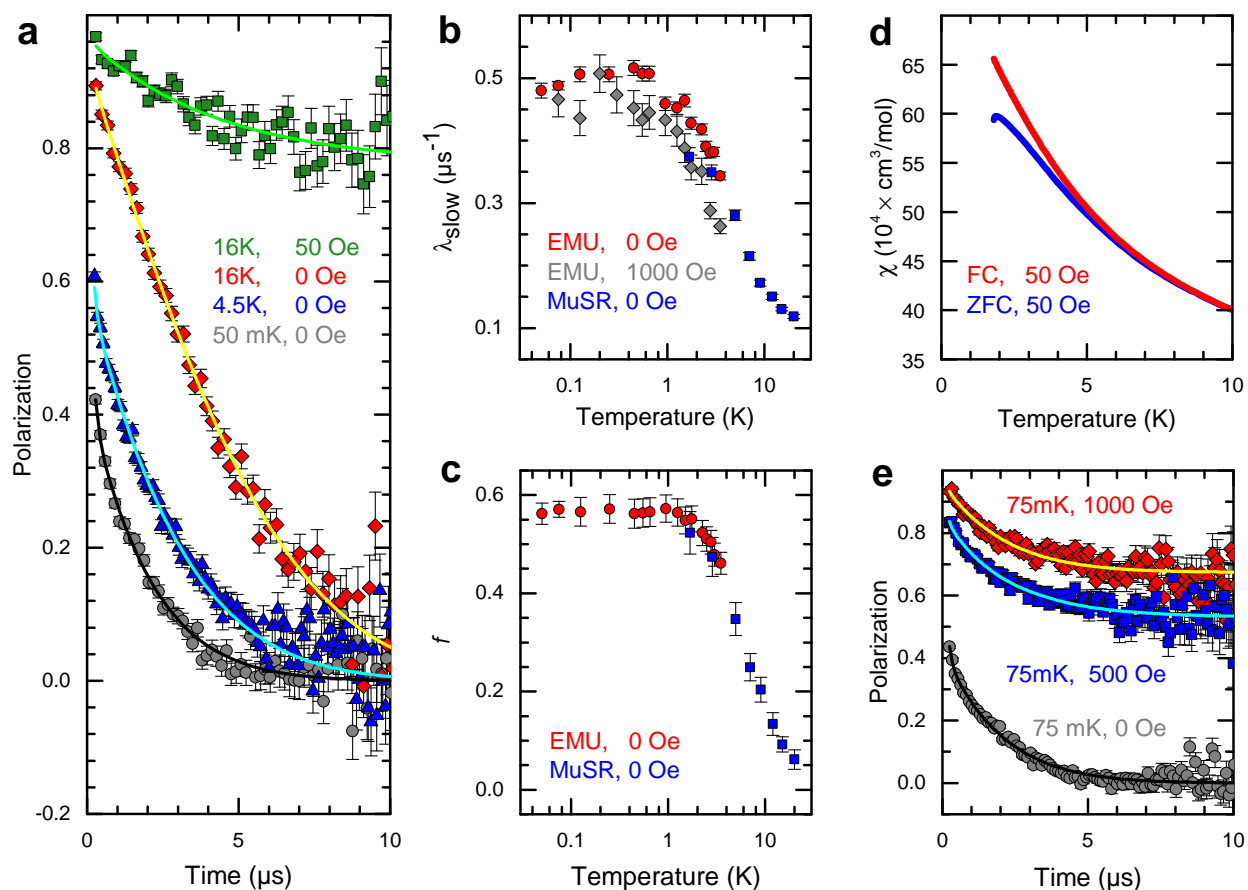 a
0.8
0.6
0.4
0.2
0.0
-0.2
Polarization
16K, 50 Oe
16K, 0 Oe
4.5K, 0 Oe
50 mK, 0 Oe
0 5 10
Time (µs)
b
0.5
0.3
0.1
λslow (µs-1)
EMU, 0 Oe
EMU, 1000 Oe
MuSR, 0 Oe
0.1 1 10
Temperature (K)
c
0.6
0.4
0.2
0.0
f
EMU, 0 Oe
MuSR, 0 Oe
0.1 1 10
Temperature (K)
d
65
60
55
50
45
40
35
χ (10⁴ × cm³/mol)
FC, 50 Oe
ZFC, 50 Oe
0 5 10
Temperature (K)
e
0.8
0.6
0.4
0.2
0.0
Polarization
75mK, 1000 Oe
75mK, 500 Oe
75 mK, 0 Oe
0 5 10
Time (µs)